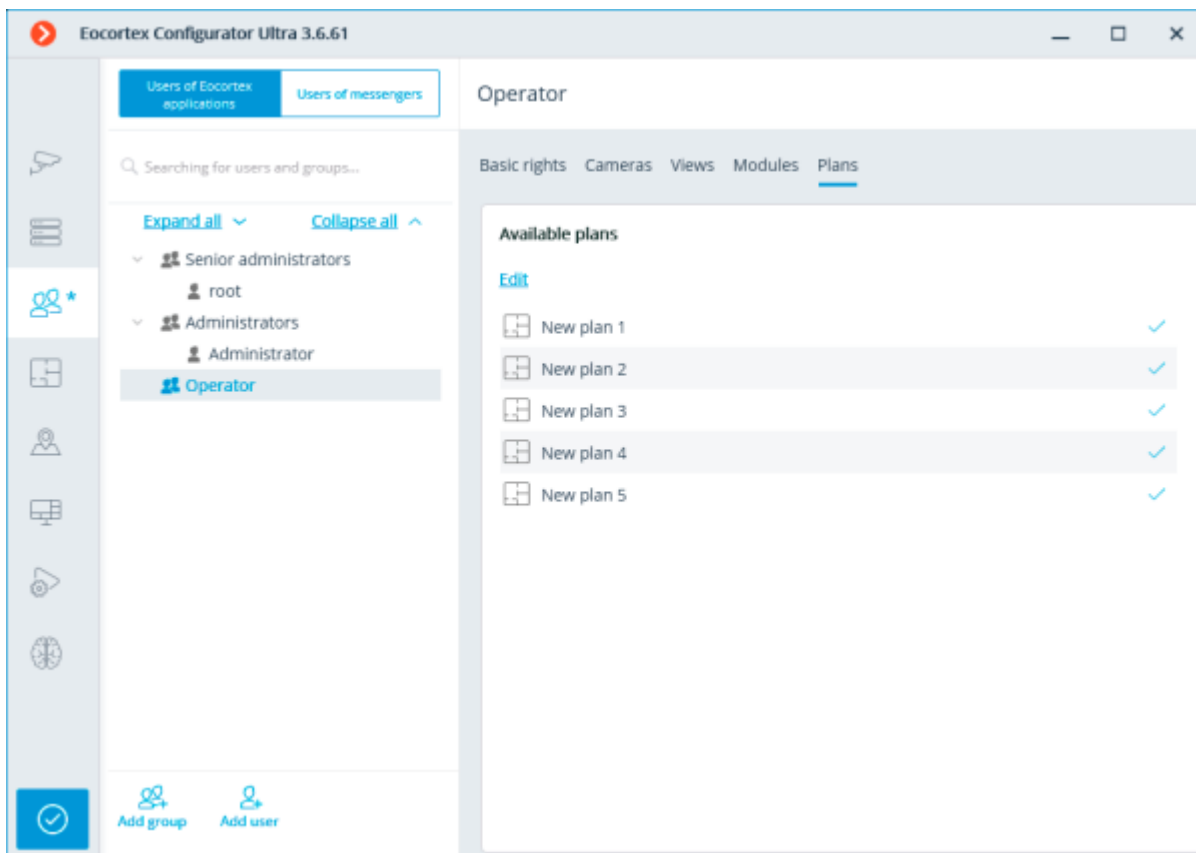 Eocortex Configurator Ultra 3.6.61
Users of Eocortex
applications
Users of messengers
Searching for users and groups...
Expand all
Collapse all
Senior administrators
root
Administrators
Administrator
Operator
Add group
Add user
Operator
Basic rights Cameras Views Modules Plans
Available plans
Edit
New plan 1
New plan 2
New plan 3
New plan 4
New plan 5